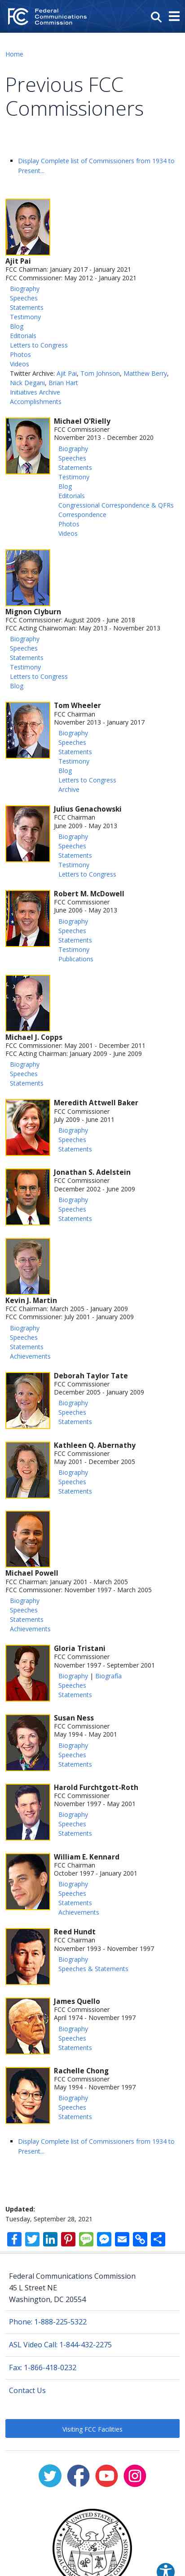 Federal
Communications
Commission
Home
Previous FCC
Commissioners
Display Complete list of Commissioners from 1934 to
Present...
Ajit Pai
FCC Chairman: January 2017 - January 2021
FCC Commissioner: May 2012 - January 2021
Biography
Speeches
Statements
Testimony
Blog
Editorials
Letters to Congress
Photos
Videos
Twitter Archive: Ajit Pai, Tom Johnson, Matthew Berry,
Nick Degani, Brian Hart
Initiatives Archive
Accomplishments
Michael O'Rielly
FCC Commissioner
November 2013 - December 2020
Biography
Speeches
Statements
Testimony
Blog
Editorials
Congressional Correspondence & QFRs
Correspondence
Photos
Videos
Mignon Clyburn
FCC Commissioner: August 2009 - June 2018
FCC Acting Chairwoman: May 2013 - November 2013
Biography
Speeches
Statements
Testimony
Letters to Congress
Blog
Tom Wheeler
FCC Chairman
November 2013 - January 2017
Biography
Speeches
Statements
Testimony
Blog
Letters to Congress
Archive
Julius Genachowski
FCC Chairman
June 2009 - May 2013
Biography
Speeches
Statements
Testimony
Letters to Congress
Robert M. McDowell
FCC Commissioner
June 2006 - May 2013
Biography
Speeches
Statements
Testimony
Publications
Michael J. Copps
FCC Commissioner: May 2001 - December 2011
FCC Acting Chairman: January 2009 - June 2009
Biography
Speeches
Statements
Meredith Attwell Baker
FCC Commissioner
July 2009 - June 2011
Biography
Speeches
Statements
Jonathan S. Adelstein
FCC Commissioner
December 2002 - June 2009
Biography
Speeches
Statements
Kevin J. Martin
FCC Chairman: March 2005 - January 2009
FCC Commissioner: July 2001 - January 2009
Biography
Speeches
Statements
Achievements
Deborah Taylor Tate
FCC Commissioner
December 2005 - January 2009
Biography
Speeches
Statements
Kathleen Q. Abernathy
FCC Commissioner
May 2001 - December 2005
Biography
Speeches
Statements
Michael Powell
FCC Chairman: January 2001 - March 2005
FCC Commissioner: November 1997 - March 2005
Biography
Speeches
Statements
Achievements
Gloria Tristani
FCC Commissioner
November 1997 - September 2001
Biography | Biografía
Speeches
Statements
Susan Ness
FCC Commissioner
May 1994 - May 2001
Biography
Speeches
Statements
Harold Furchtgott-Roth
FCC Commissioner
November 1997 - May 2001
Biography
Speeches
Statements
William E. Kennard
FCC Chairman
October 1997 - January 2001
Biography
Speeches
Statements
Achievements
Reed Hundt
FCC Chairman
November 1993 - November 1997
Biography
Speeches & Statements
James Quello
FCC Commissioner
April 1974 - November 1997
Biography
Speeches
Statements
Rachelle Chong
FCC Commissioner
May 1994 - November 1997
Biography
Speeches
Statements
Display Complete list of Commissioners from 1934 to
Present...
Updated:
Tuesday, September 28, 2021
Federal Communications Commission
45 L Street NE
Washington, DC 20554
Phone: 1-888-225-5322
ASL Video Call: 1-844-432-2275
Fax: 1-866-418-0232
Contact Us
Visiting FCC Facilities